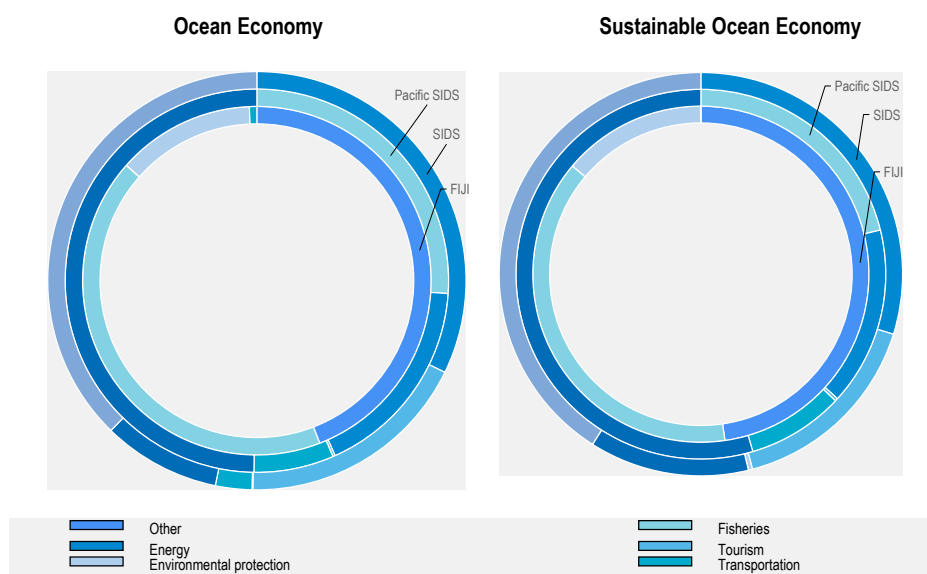 Ocean Economy
Sustainable Ocean Economy
Pacific SIDS
SIDS
FIJI
Pacific SIDS
SIDS
FIJI
Other
Energy
Environmental protection
Fisheries
Tourism
Transportation